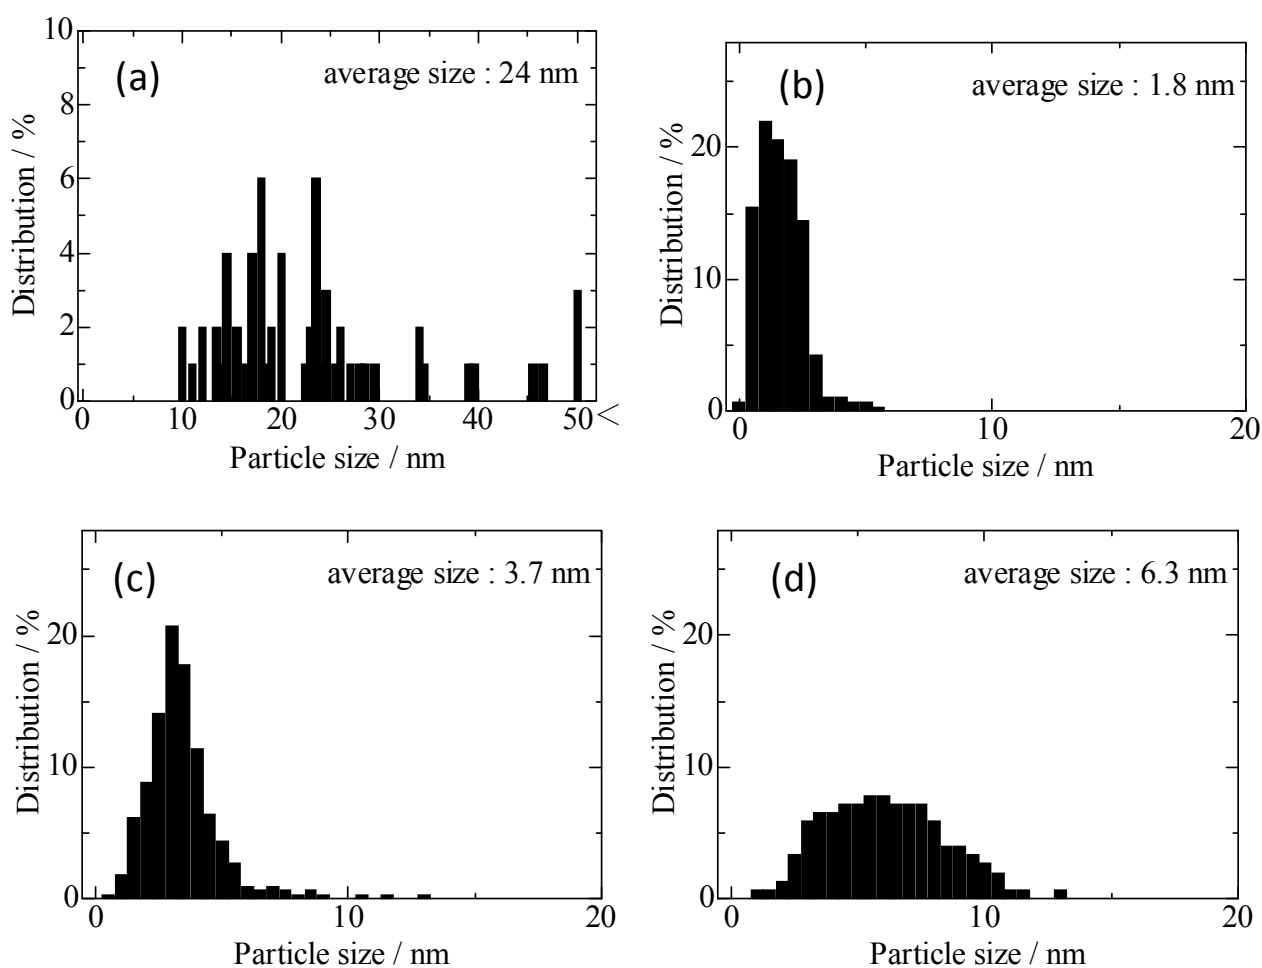 10
(a)
average size : 24 nm
8
6
4
2
0
Distribution / %
0 10 20 30 40 50 <
Particle size / nm
(b)
average size : 1.8 nm
20
10
0
Distribution / %
0 10 20
Particle size / nm
(c)
average size : 3.7 nm
20
10
0
Distribution / %
0 10 20
Particle size / nm
(d)
average size : 6.3 nm
20
10
0
Distribution / %
0 10 20
Particle size / nm